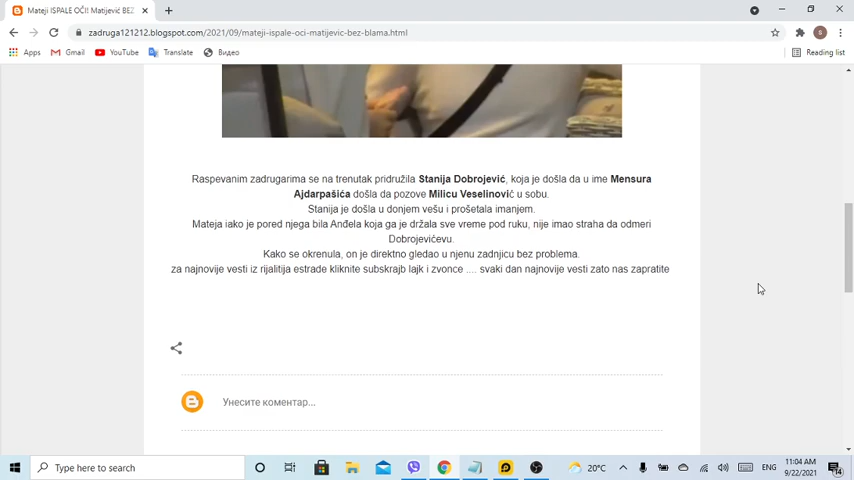 Mateji ISPALE OČI! Matijević BEZ
zadruga121212.blogspot.com/2021/09/mateji-ispale-oci-matijevic-bez-blama.html
S
Apps Gmail YouTube Translate Видео Reading list
Raspevanim zadrugarima se na trenutak pridružila Stanija Dobrojević, koja je došla da u ime Mensura
Ajdarpašića došla da pozove Milicu Veselinović u sobu.
Stanija je došla u donjem vešu i prošetala imanjem.
Mateja iako je pored njega bila Anđela koja ga je držala sve vreme pod ruku, nije imao straha da odmeri
Dobrojevićevu.
Kako se okrenula, on je direktno gledao u njenu zadnjicu bez problema.
za najnovije vesti iz rijalitija estrade kliknite subskrajb lajk i zvonce .... svaki dan najnovije vesti zato nas zapratite
Унесите коментар...
Type here to search
20°C
ENG
11:04 AM
9/22/2021
14